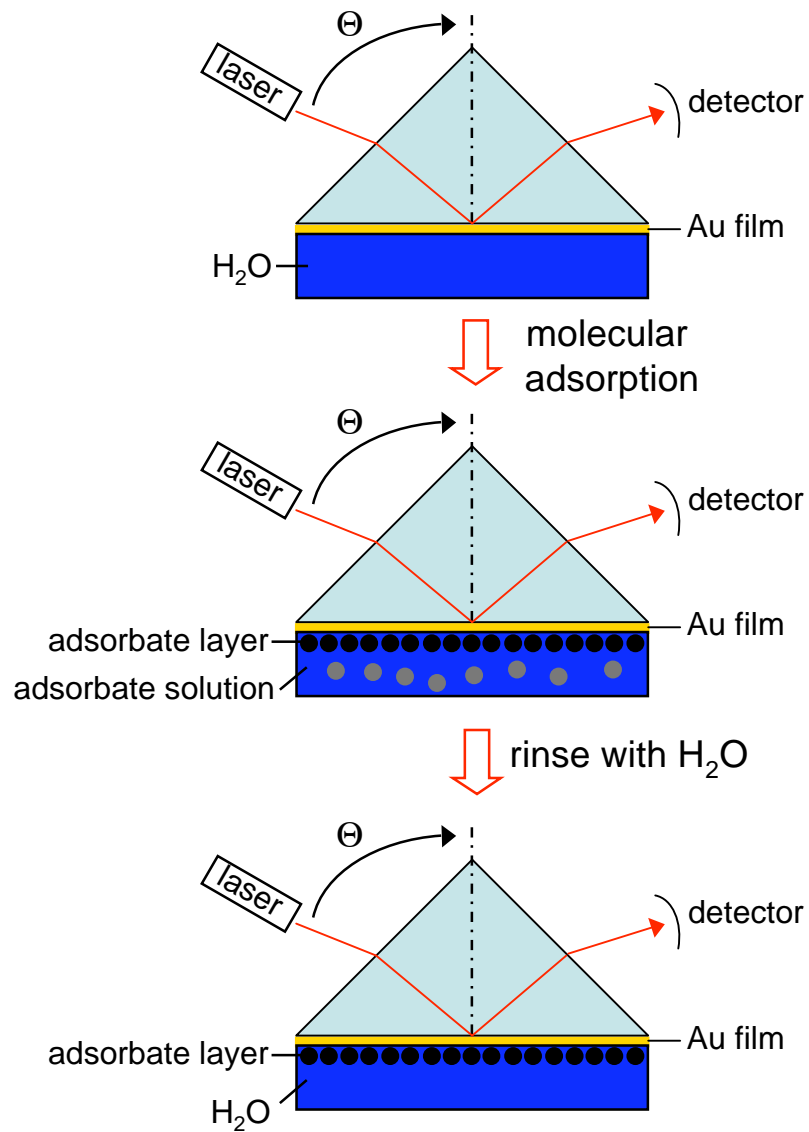 Θ
laser
detector
Au film
H₂O
molecular
adsorption
Θ
laser
detector
Au film
adsorbate layer
adsorbate solution
rinse with H₂O
Θ
laser
detector
Au film
adsorbate layer
H₂O